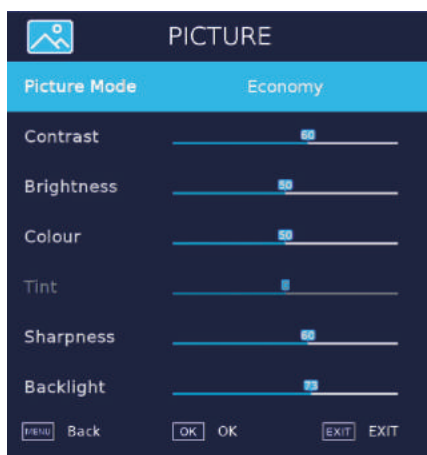 PICTURE
Picture Mode Economy
Contrast 60
Brightness 50
Colour 50
Tint
Sharpness 60
Backlight 73
MENU Back OK OK EXIT EXIT